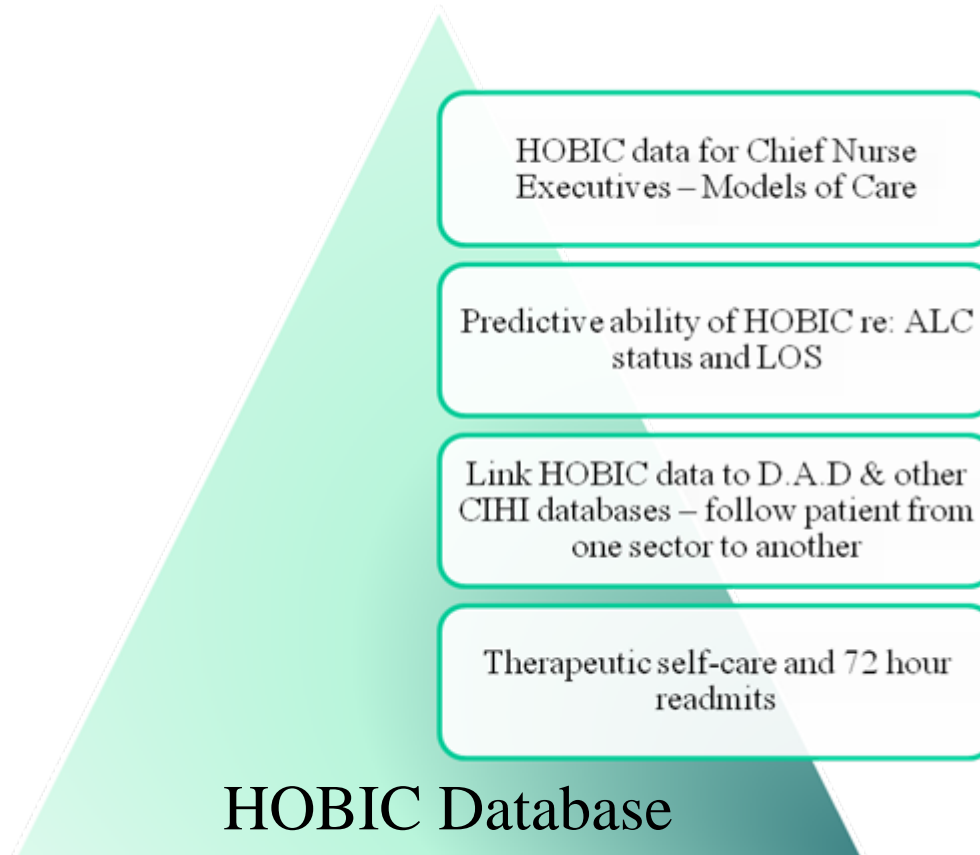 HOBIC data for Chief Nurse
Executives – Models of Care
Predictive ability of HOBIC re: ALC
status and LOS
Link HOBIC data to D.A.D & other
CIHI databases – follow patient from
one sector to another
Therapeutic self-care and 72 hour
readmits
HOBIC Database